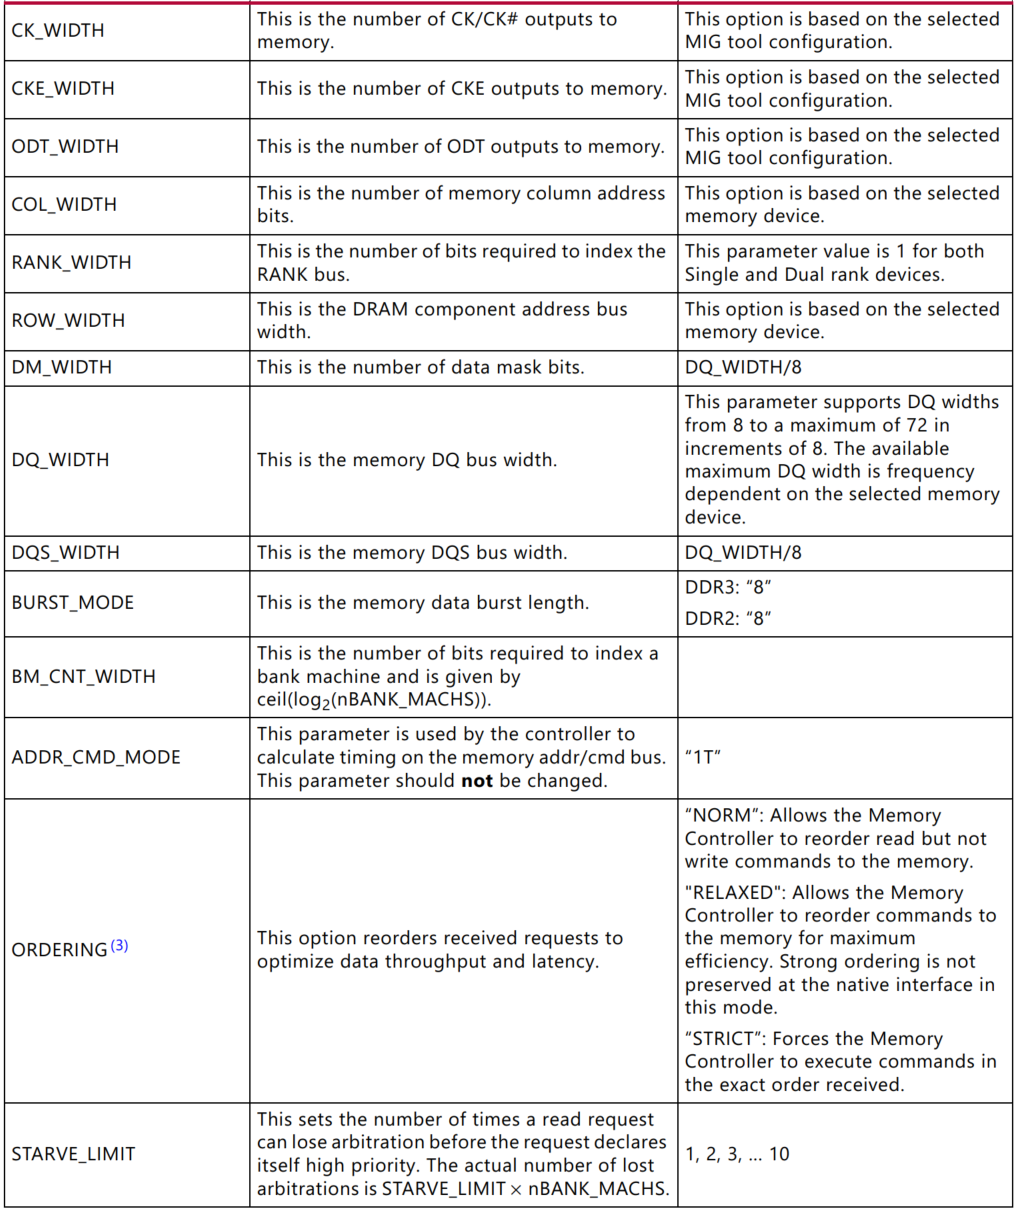 CK_WIDTH
This is the number of CK/CK# outputs to
memory.
This option is based on the selected
MIG tool configuration.
CKE_WIDTH
This is the number of CKE outputs to memory.
This option is based on the selected
MIG tool configuration.
ODT_WIDTH
This is the number of ODT outputs to memory.
This option is based on the selected
MIG tool configuration.
COL_WIDTH
This is the number of memory column address
bits.
This option is based on the selected
memory device.
RANK_WIDTH
This is the number of bits required to index the
RANK bus.
This parameter value is 1 for both
Single and Dual rank devices.
ROW_WIDTH
This is the DRAM component address bus
width.
This option is based on the selected
memory device.
DM_WIDTH
This is the number of data mask bits.
DQ_WIDTH/8
DQ_WIDTH
This is the memory DQ bus width.
This parameter supports DQ widths
from 8 to a maximum of 72 in
increments of 8. The available
maximum DQ width is frequency
dependent on the selected memory
device.
DQS_WIDTH
This is the memory DQS bus width.
DQ_WIDTH/8
BURST_MODE
This is the memory data burst length.
DDR3: “8”
DDR2: “8”
BM_CNT_WIDTH
This is the number of bits required to index a
bank machine and is given by
ceil(log2(nBANK_MACHS)).
ADDR_CMD_MODE
This parameter is used by the controller to
calculate timing on the memory addr/cmd bus.
This parameter should not be changed.
“1T”
ORDERING(3)
This option reorders received requests to
optimize data throughput and latency.
“NORM”: Allows the Memory
Controller to reorder read but not
write commands to the memory.
"RELAXED": Allows the Memory
Controller to reorder commands to
the memory for maximum
efficiency. Strong ordering is not
preserved at the native interface in
this mode.
“STRICT”: Forces the Memory
Controller to execute commands in
the exact order received.
STARVE_LIMIT
This sets the number of times a read request
can lose arbitration before the request declares
itself high priority. The actual number of lost
arbitrations is STARVE_LIMIT × nBANK_MACHS.
1, 2, 3, ... 10